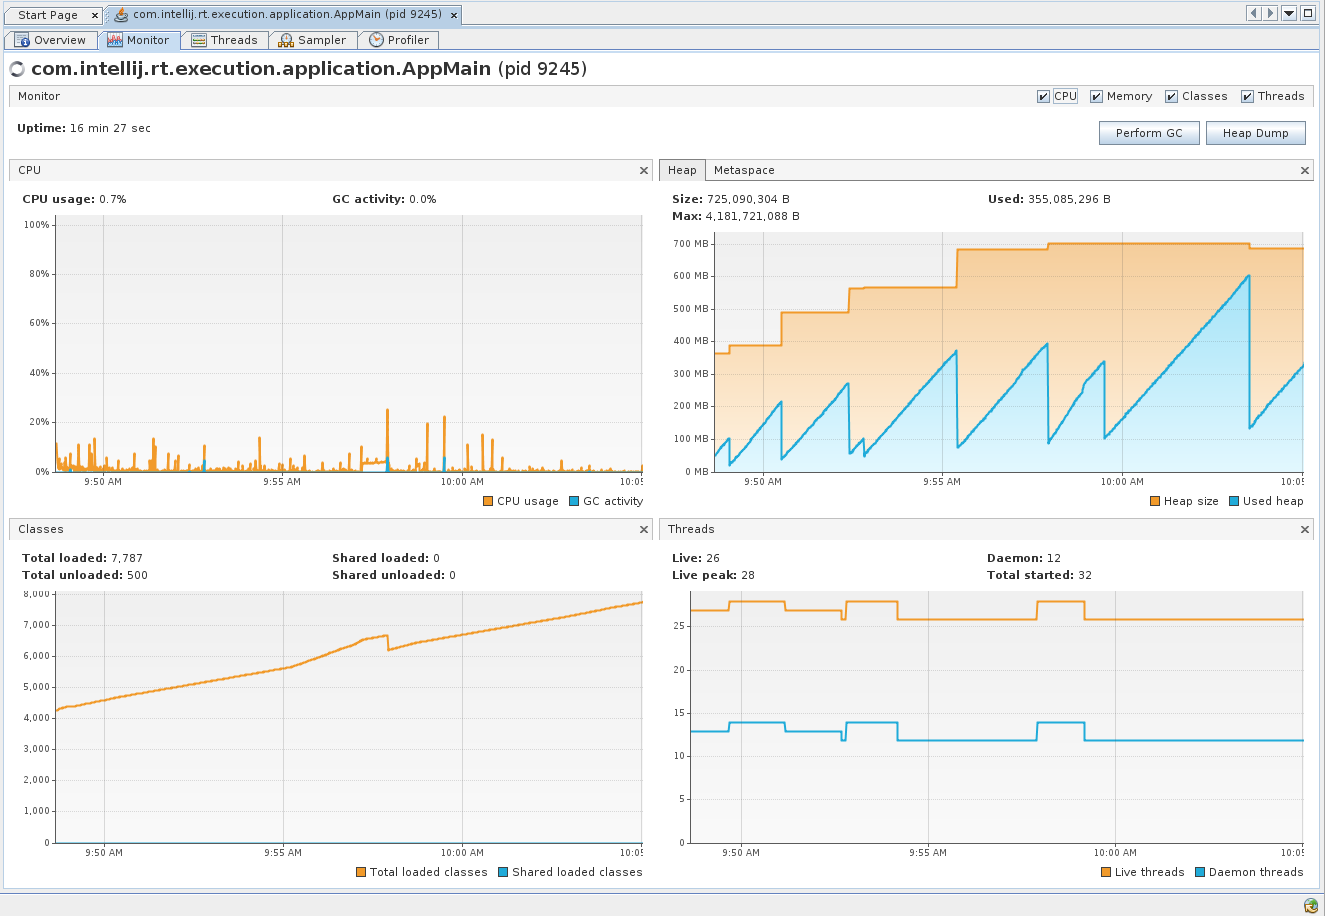 Start Page
com.intellij.rt.execution.application.AppMain (pid 9245)
Overview
Monitor
Threads
Sampler
Profiler
com.intellij.rt.execution.application.AppMain (pid 9245)
Monitor
CPU
Memory
Classes
Threads
Uptime: 16 min 27 sec
Perform GC
Heap Dump
CPU
CPU usage: 0.7%
GC activity: 0.0%
100%
80%
60%
40%
20%
0%
9:50 AM
9:55 AM
10:00 AM
10:05
CPU usage
GC activity
Heap
Metaspace
Size: 725,090,304 B
Used: 355,085,296 B
Max: 4,181,721,088 B
700 MB
600 MB
500 MB
400 MB
300 MB
200 MB
100 MB
0 MB
9:50 AM
9:55 AM
10:00 AM
10:05
Heap size
Used heap
Classes
Total loaded: 7,787
Shared loaded: 0
Total unloaded: 500
Shared unloaded: 0
8,000
7,000
6,000
5,000
4,000
3,000
2,000
1,000
0
9:50 AM
9:55 AM
10:00 AM
10:05
Total loaded classes
Shared loaded classes
Threads
Live: 26
Daemon: 12
Live peak: 28
Total started: 32
25
20
15
10
5
0
9:50 AM
9:55 AM
10:00 AM
10:05
Live threads
Daemon threads